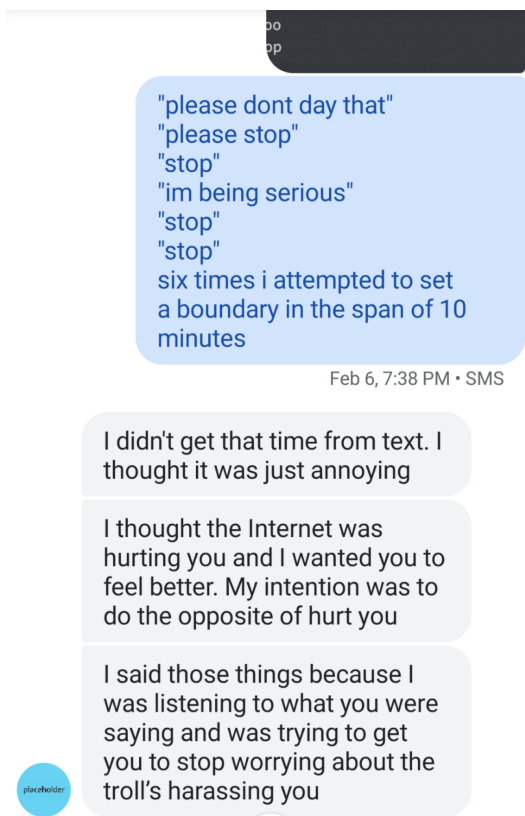 oo
op
"please dont day that"
"please stop"
"stop"
"im being serious"
"stop"
"stop"
six times i attempted to set
a boundary in the span of 10
minutes
Feb 6, 7:38 PM • SMS
I didn't get that time from text. I
thought it was just annoying
I thought the Internet was
hurting you and I wanted you to
feel better. My intention was to
do the opposite of hurt you
I said those things because I
was listening to what you were
saying and was trying to get
you to stop worrying about the
troll's harassing you
placeholder